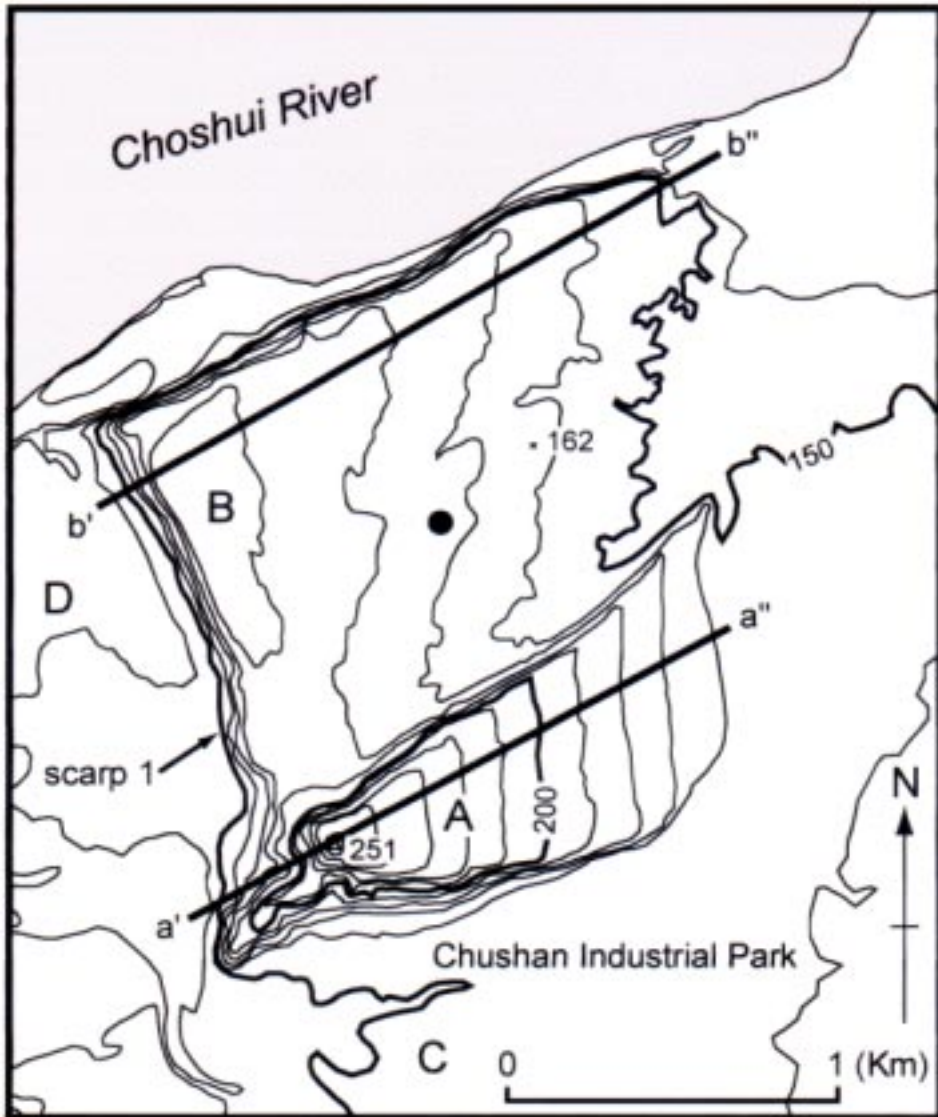 Choshui River
b"
162
150
B
b'
D
a"
scarp 1
200
A
N
251
a'
Chushan Industrial Park
C
0
1 (Km)